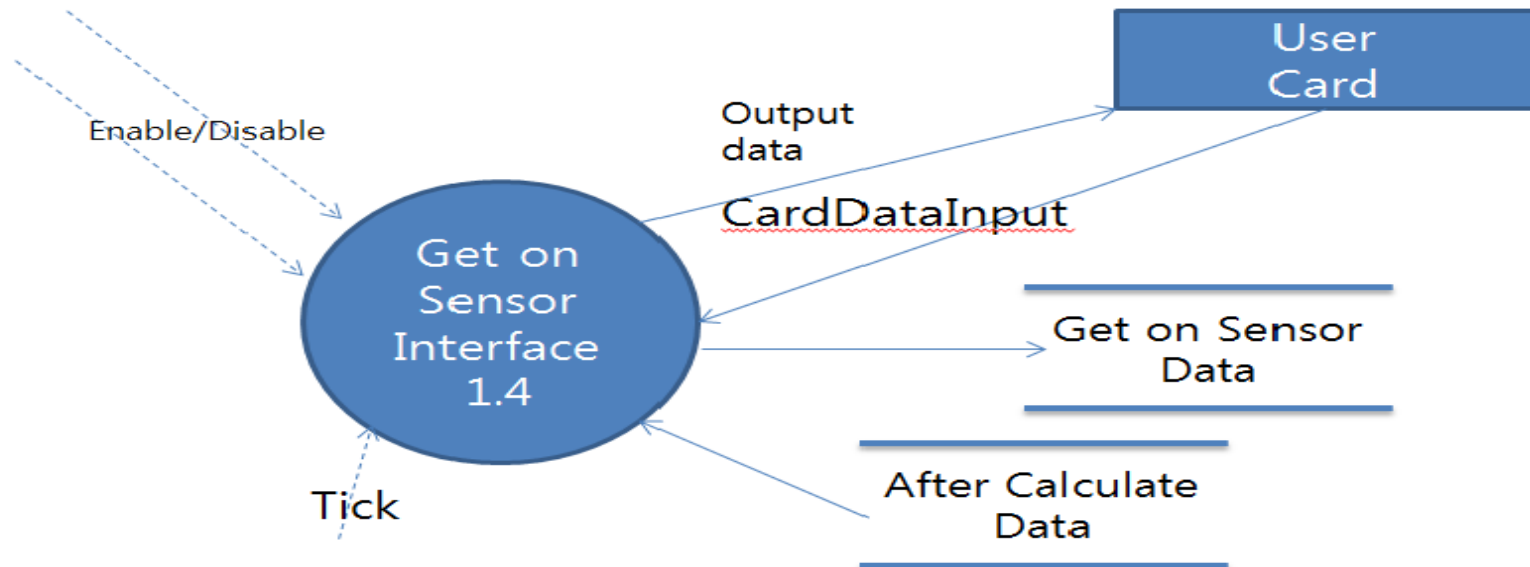 User
Card
Enable/Disable
Output
data
CardDataInput
Get on
Sensor
Interface
1.4
Get on Sensor
Data
After Calculate
Data
Tick